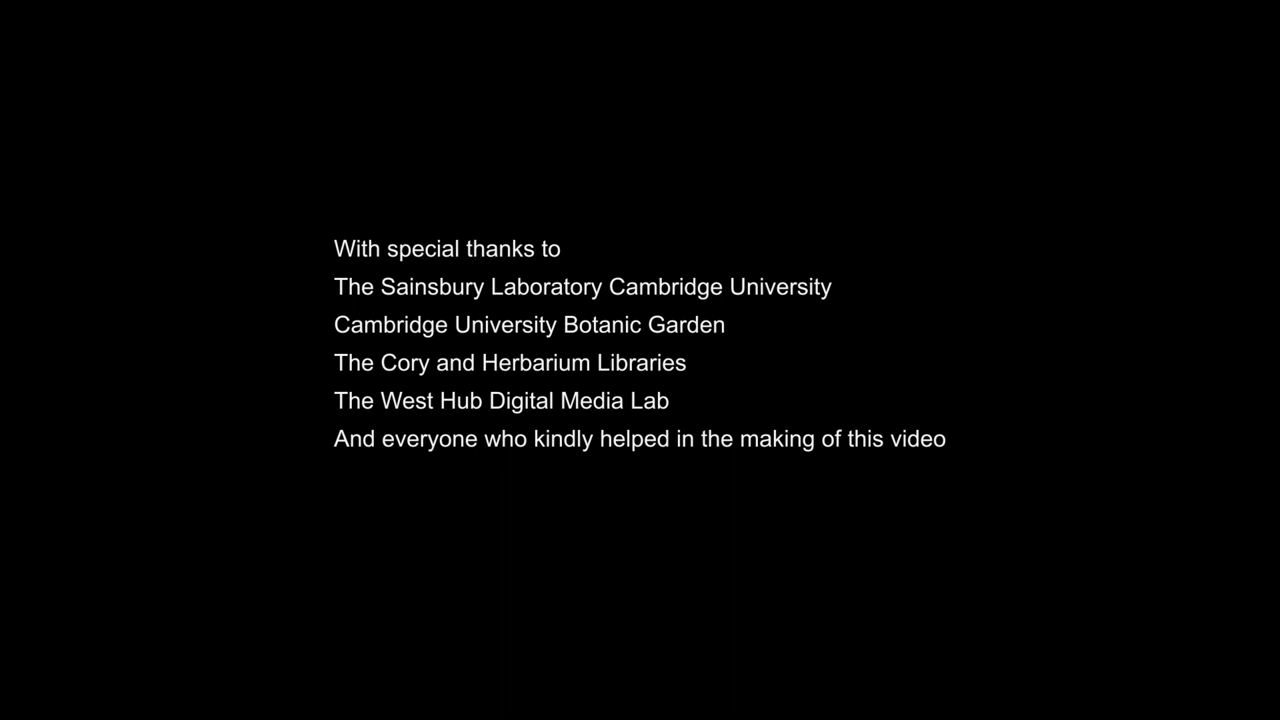 With special thanks to
The Sainsbury Laboratory Cambridge University
Cambridge University Botanic Garden
The Cory and Herbarium Libraries
The West Hub Digital Media Lab
And everyone who kindly helped in the making of this video